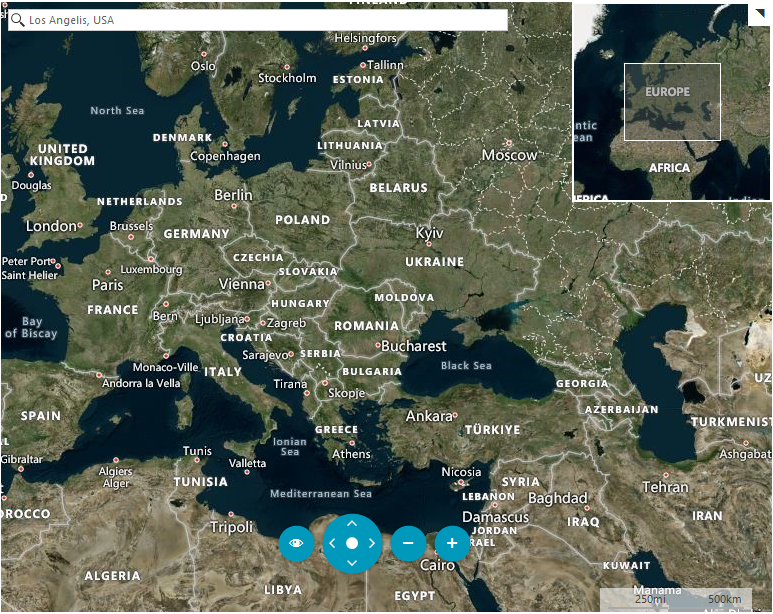 Los Angelis, USA
Helsingfors
Oslo
Tallinn
Stockholm
ESTONIA
North Sea
EUROPE
LATVIA
ntic
ean
DENMARK
LITHUANIA
UNITED
KINGDOM
Copenhagen
Moscow
Vilnius
AFRICA
Douglas
BELARUS
Berlin
NETHERLANDS
POLAND
London
Brussels
GERMANY
Kyiv
CZECHIA
UKRAINE
Peter Port
Luxembourg
SLOVAKIA
Saint Helier
Paris
Vienna
MOLDOVA
HUNGARY
FRANCE
Bern
Ljubljana
Zagreb
Bay
of Biscay
ROMANIA
CROATIA
Bucharest
Sarajevo
SERBIA
Monaco-Ville
Black Sea
ITALY
BULGARIA
Andorra la Vella
Tirana
Skopje
GEORGIA
UZ
SPAIN
Ankara
AZERBAIJAN
GREECE
TÜRKIYE
TURKMENIST
Ionian
Sea
Athens
Tunis
Ashgabat
Gibraltar
Valletta
Algiers
Alger
Nicosia
TUNISIA
SYRIA
Tehran
Mediterranean Sea
LEBANON
Baghdad
OROCCO
Damascus
IRAN
Tripoli
IRAQ
JORDAN
RAEL
Cairo
KUWAIT
ALGERIA
LIBYA
EGYPT
Manama
250mi
500km